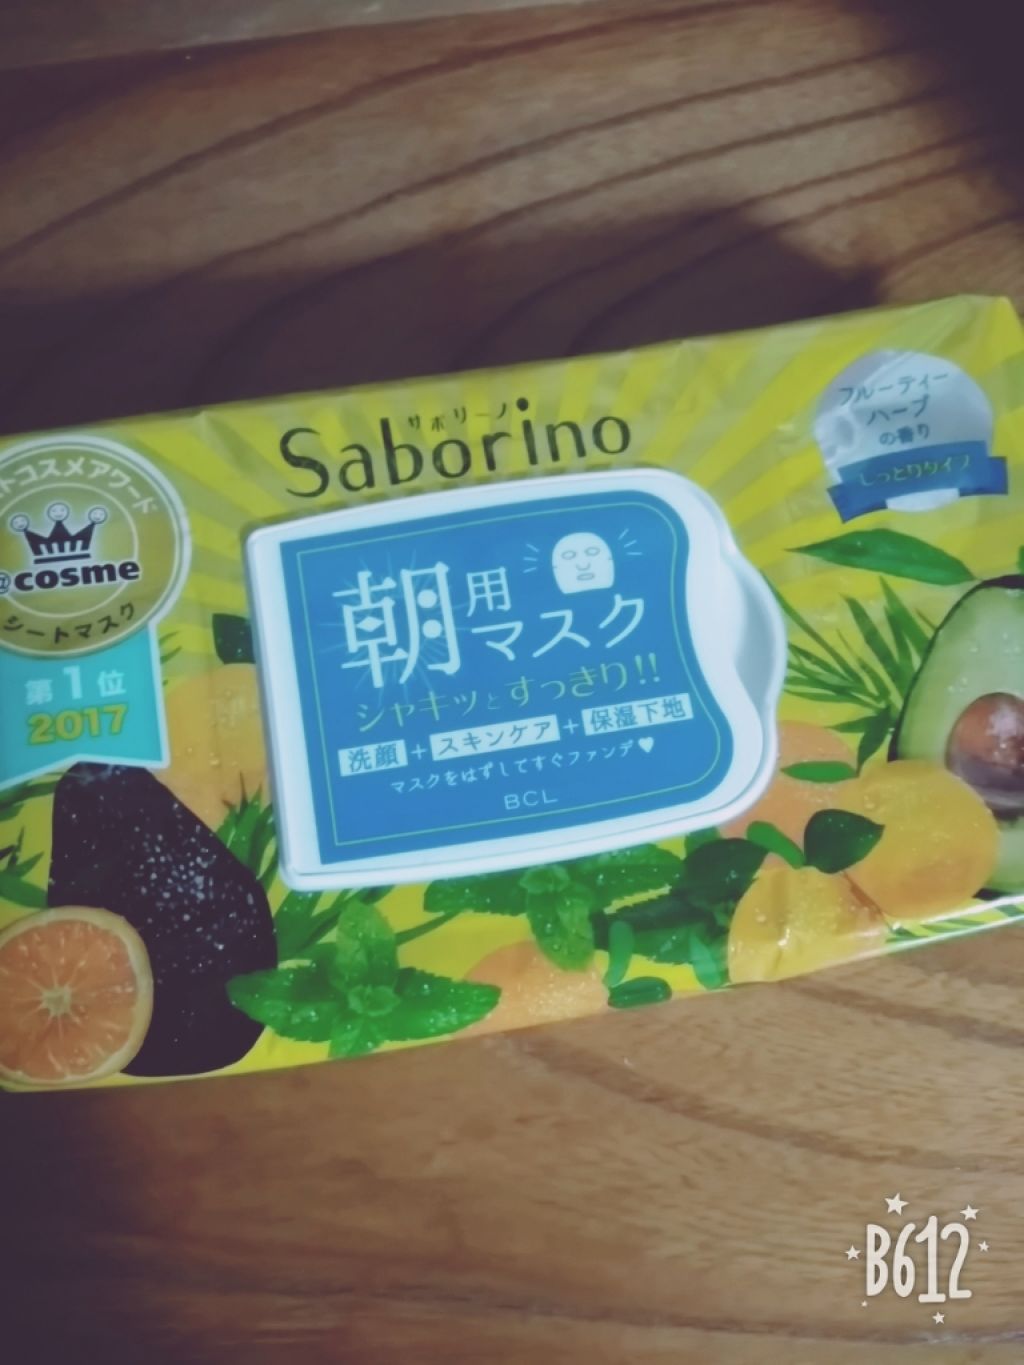 サボリーノ
Saborino
フルーティー
ハーブ
の香り
しっとりタイプ
トコスメアワード
@cosme
シートマスク
第1位
2017
朝用マスク
シャキッとすっきり!!
洗顔+スキンケア+保湿下地
マスクをはずしてすぐファンデ♥
BCL
B612